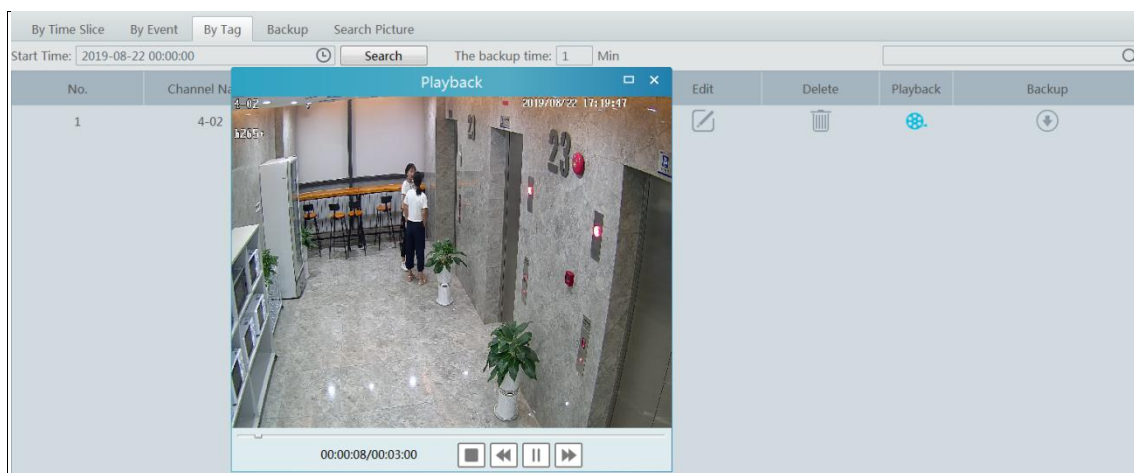 By Time Slice By Event By Tag Backup Search Picture
Start Time: 2019-08-22 00:00:00 Search The backup time: 1 Min
Playback
No. Channel Na Edit Delete Playback Backup
4-02 2019/08/22 17:19:47
1 4-02
h265+
23
23
00:00:08/00:03:00